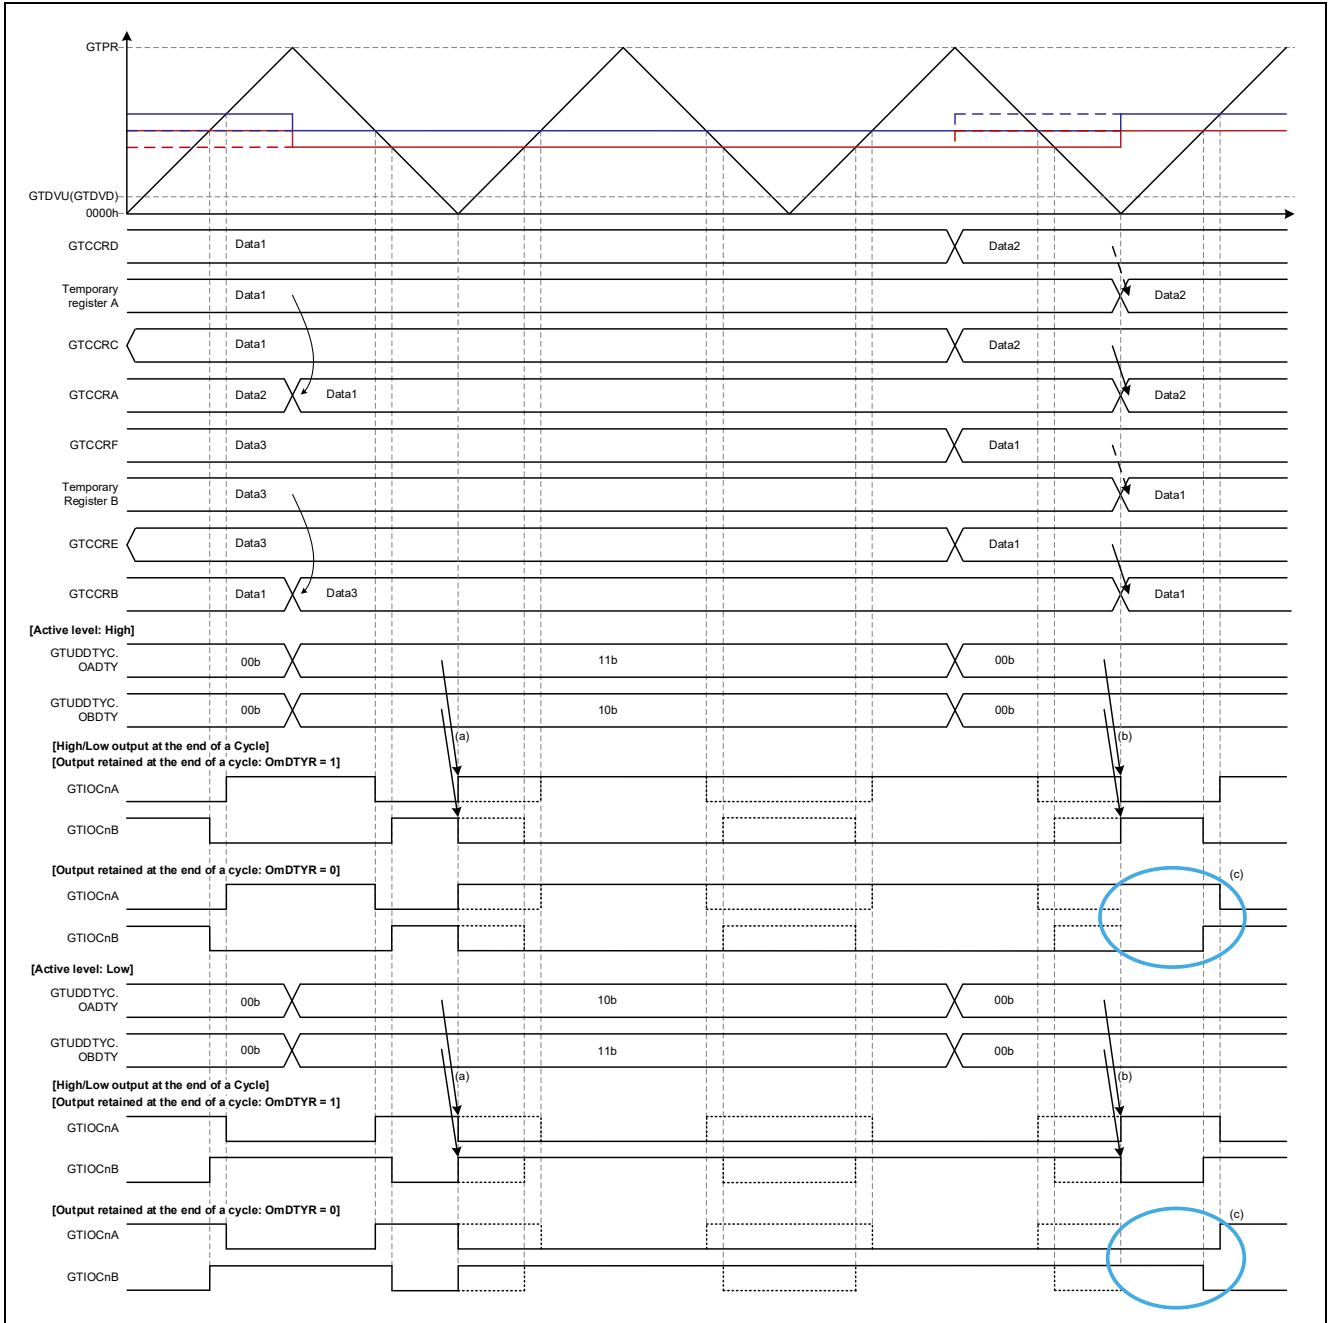 GTPR
GTDVU(GTDVD)
0000h
GTCCRD Data1 Data2
Temporary
register A Data1 Data2
GTCCRC Data1 Data2
GTCCRA Data2 Data1 Data2
GTCCRF Data3 Data1
Temporary
Register B Data3 Data1
GTCCRE Data3 Data1
GTCCRB Data1 Data3 Data1
[Active level: High]
GTUDDTYC.
OADTY 00b 11b 00b
GTUDDTYC.
OBDTY 00b 10b 00b
(a) (b)
[High/Low output at the end of a Cycle]
[Output retained at the end of a cycle: OmDTYR = 1]
GTIOCnA
GTIOCnB
[Output retained at the end of a cycle: OmDTYR = 0]
(c)
GTIOCnA
GTIOCnB
[Active level: Low]
GTUDDTYC.
OADTY 00b 10b 00b
GTUDDTYC.
OBDTY 00b 11b 00b
(a) (b)
[High/Low output at the end of a Cycle]
[Output retained at the end of a cycle: OmDTYR = 1]
GTIOCnA
GTIOCnB
[Output retained at the end of a cycle: OmDTYR = 0]
(c)
GTIOCnA
GTIOCnB